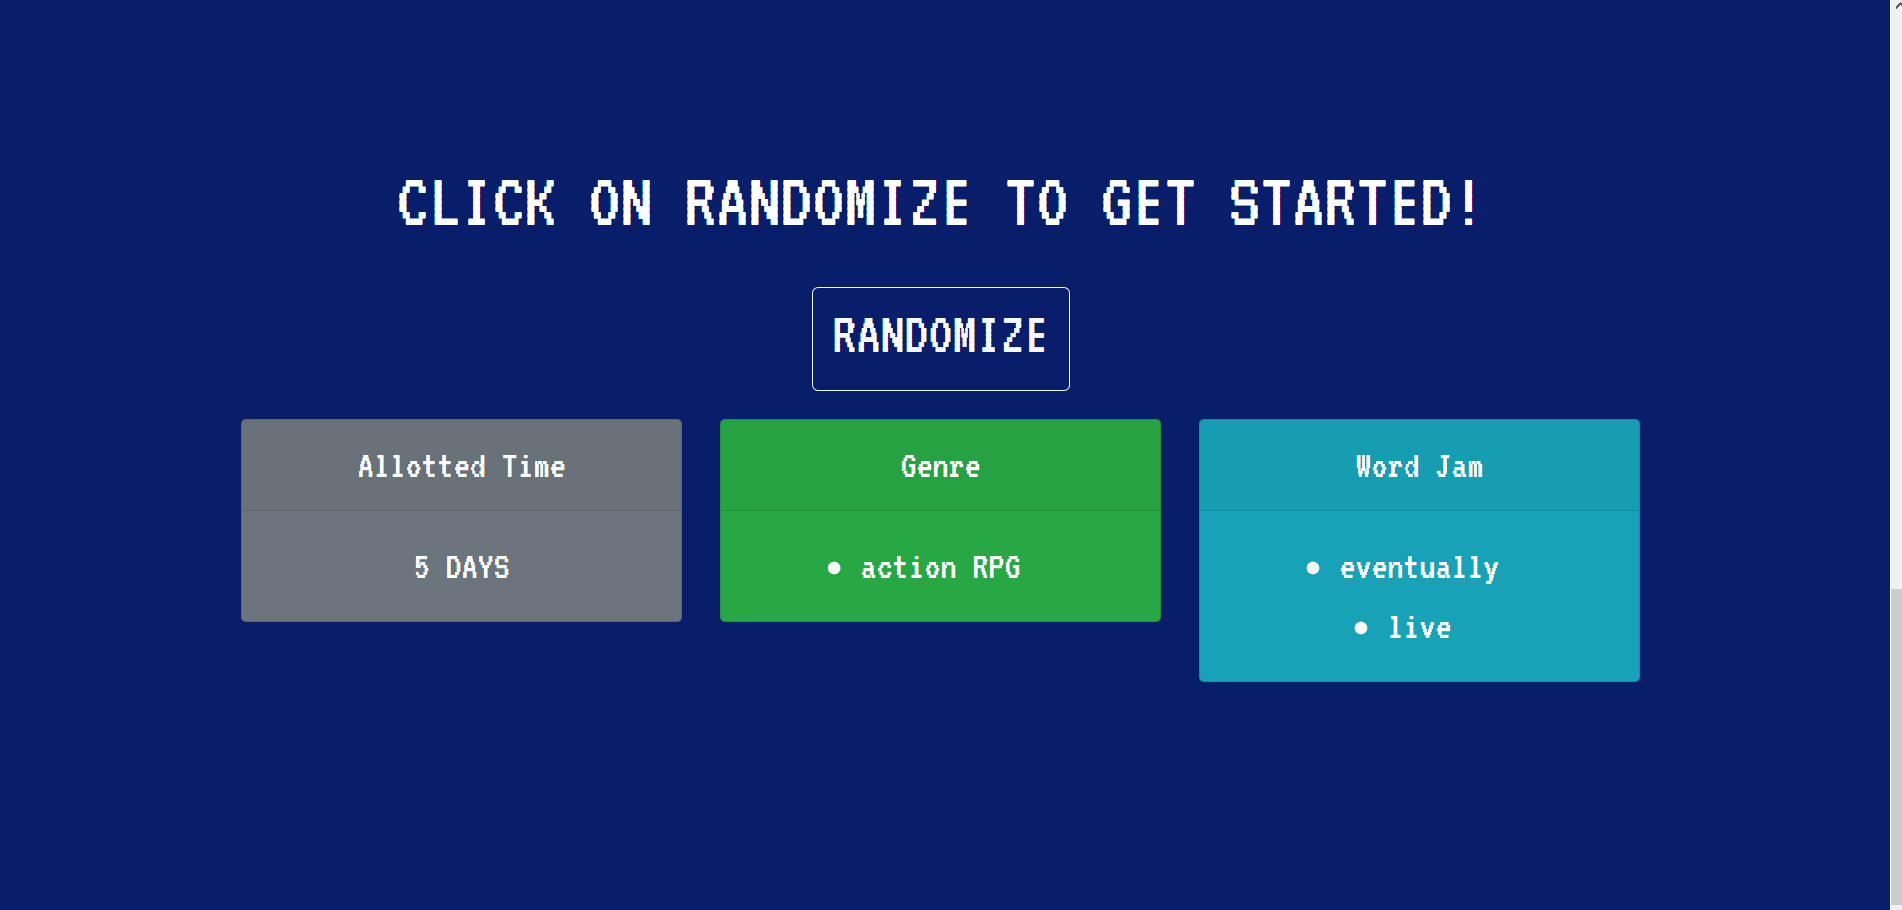 CLICK ON RANDOMIZE TO GET STARTED!
RANDOMIZE
Allotted Time
5 DAYS
Genre
• action RPG
Word Jam
• eventually
• live